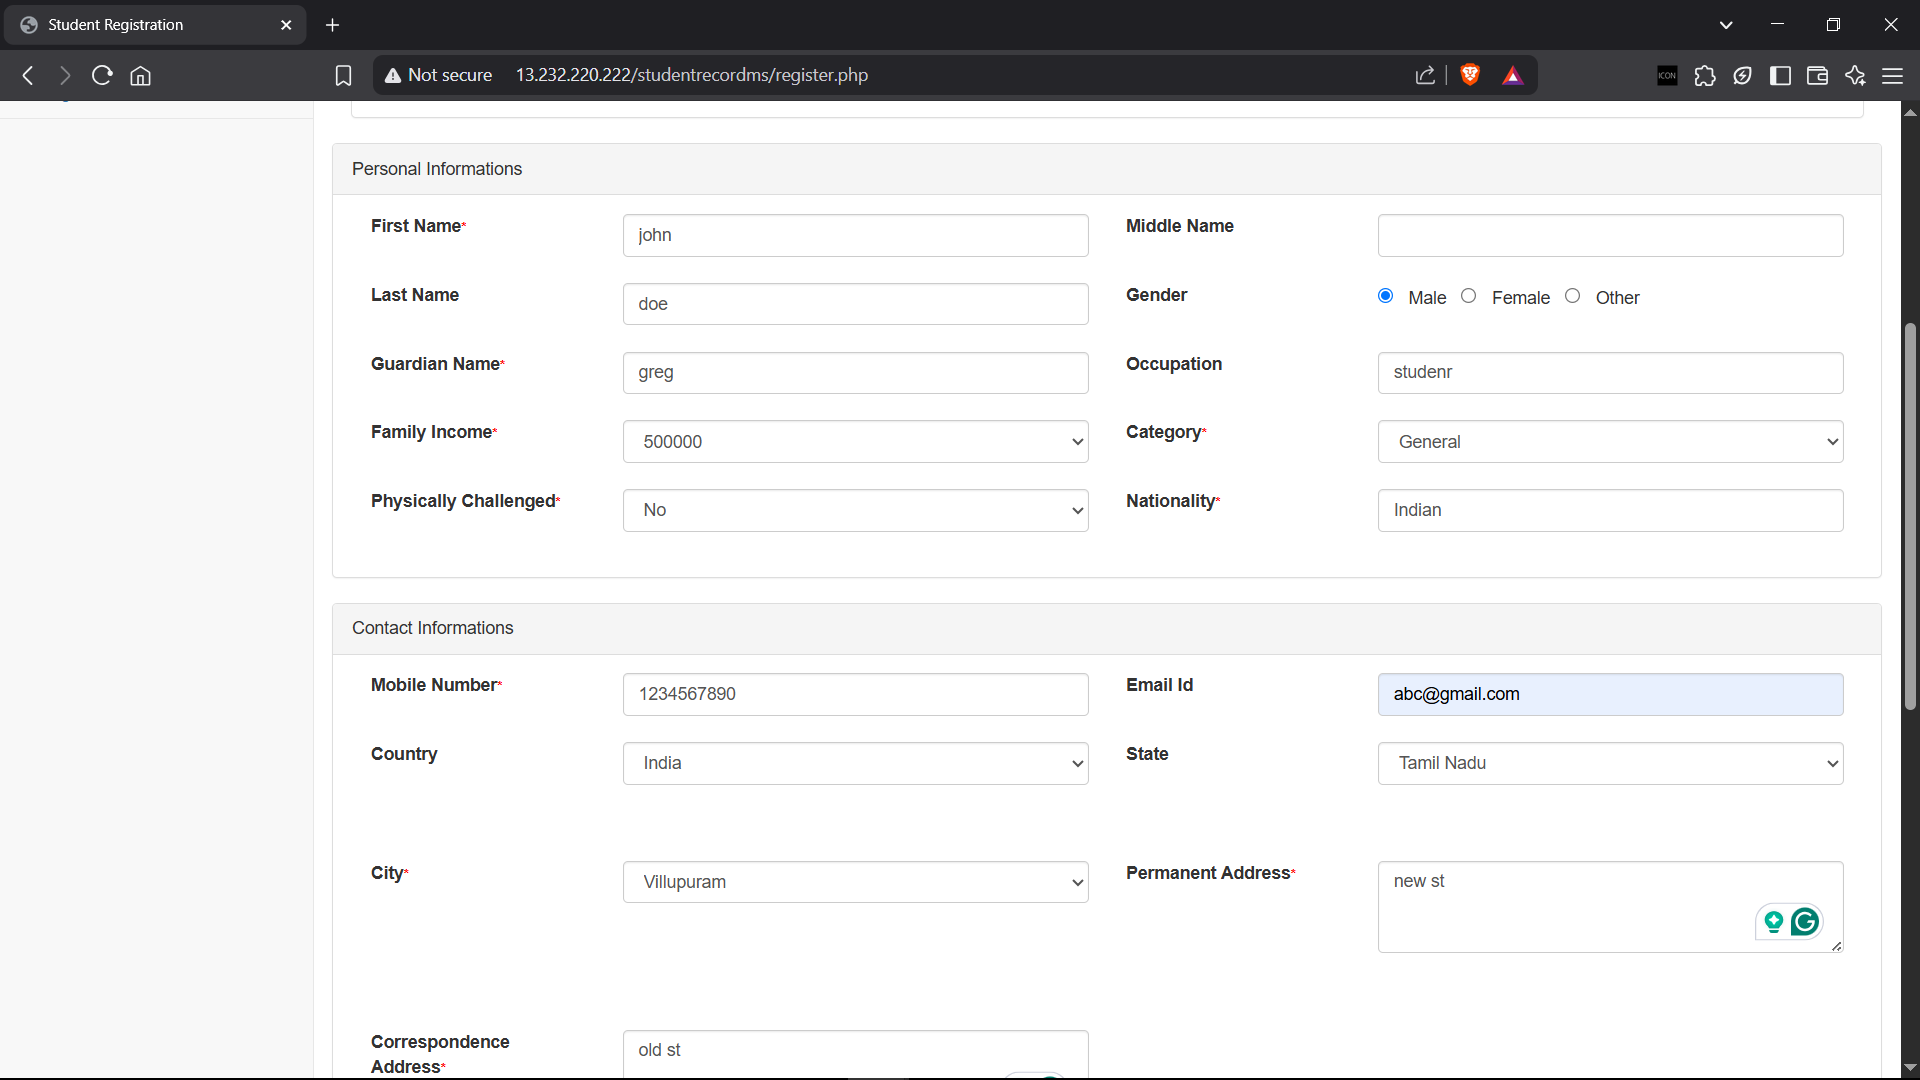 Student Registration
Not secure 13.232.220.222/studentrecordms/register.php
ICON
Personal Informations
First Name* john Middle Name
Last Name doe Gender Male Female Other
Guardian Name* greg Occupation studenr
Family Income* 500000 Category* General
Physically Challenged* No Nationality* Indian
Contact Informations
Mobile Number* 1234567890 Email Id abc@gmail.com
Country India State Tamil Nadu
City* Villupuram Permanent Address* new st
Correspondence old st
Address*